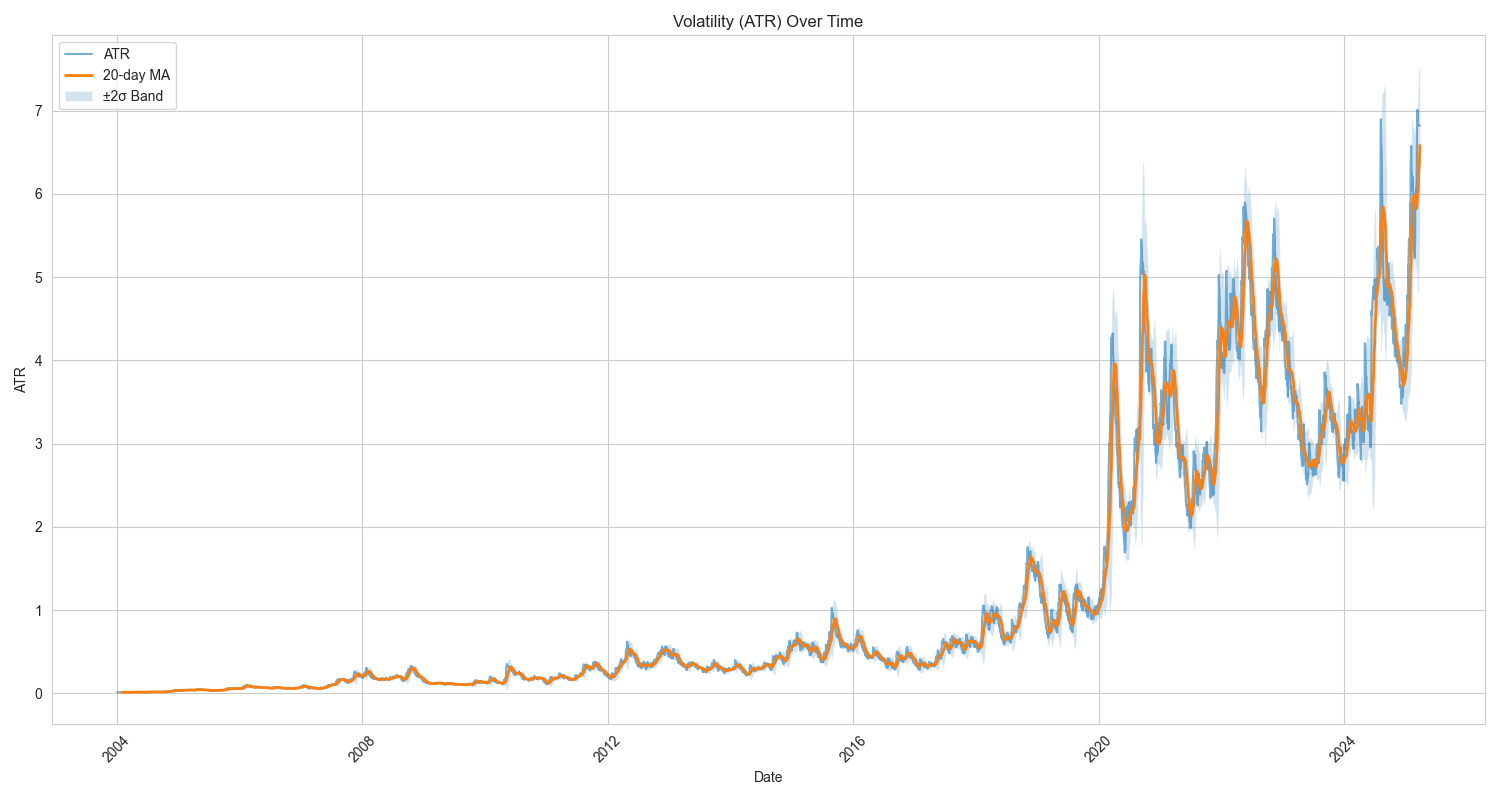 Volatility (ATR) Over Time
ATR
20-day MA
±2σ Band
ATR
7
6
5
4
3
2
1
0
2004
2008
2012
2016
2020
2024
Date